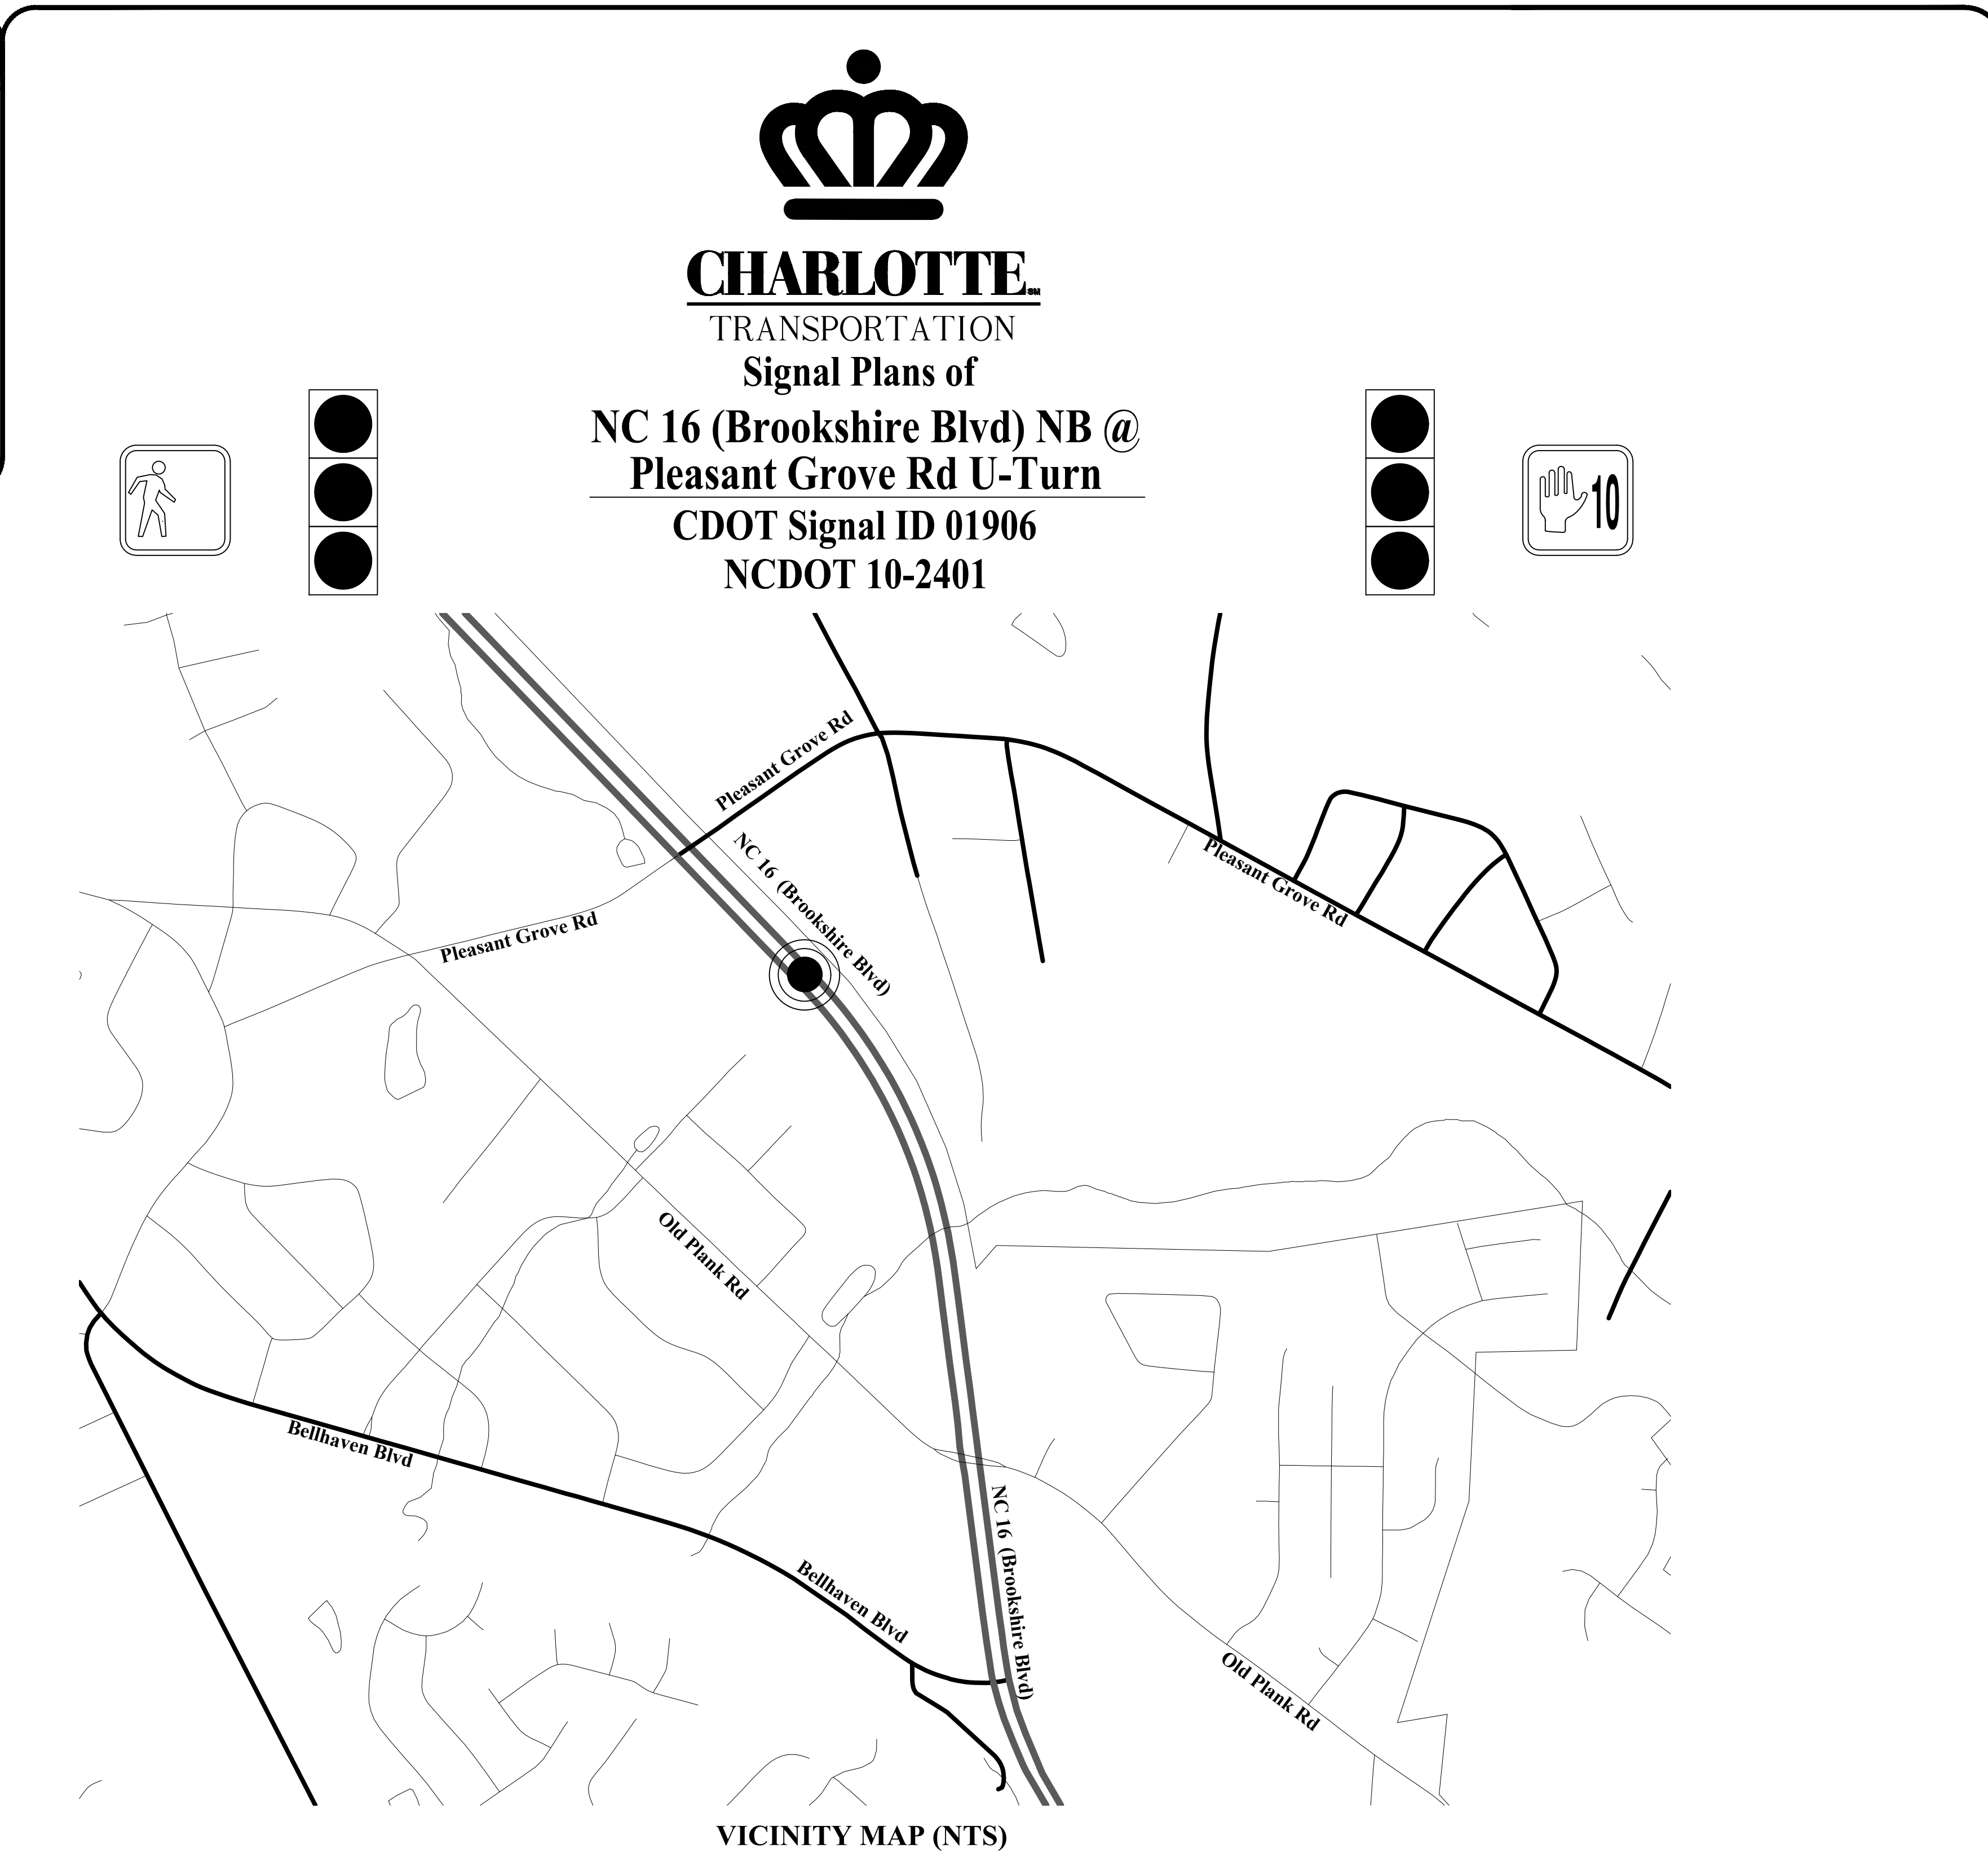 CHARLOTTE SM
TRANSPORTATION
Signal Plans of
NC 16 (Brookshire Blvd) NB @
Pleasant Grove Rd U-Turn
CDOT Signal ID 01906
NCDOT 10-2401
10
Pleasant Grove Rd
NC 16 (Brookshire Blvd)
Pleasant Grove Rd
Pleasant Grove Rd
Old Plank Rd
Bellhaven Blvd
NC 16 (Brookshire Blvd)
Bellhaven Blvd
Old Plank Rd
VICINITY MAP (NTS)